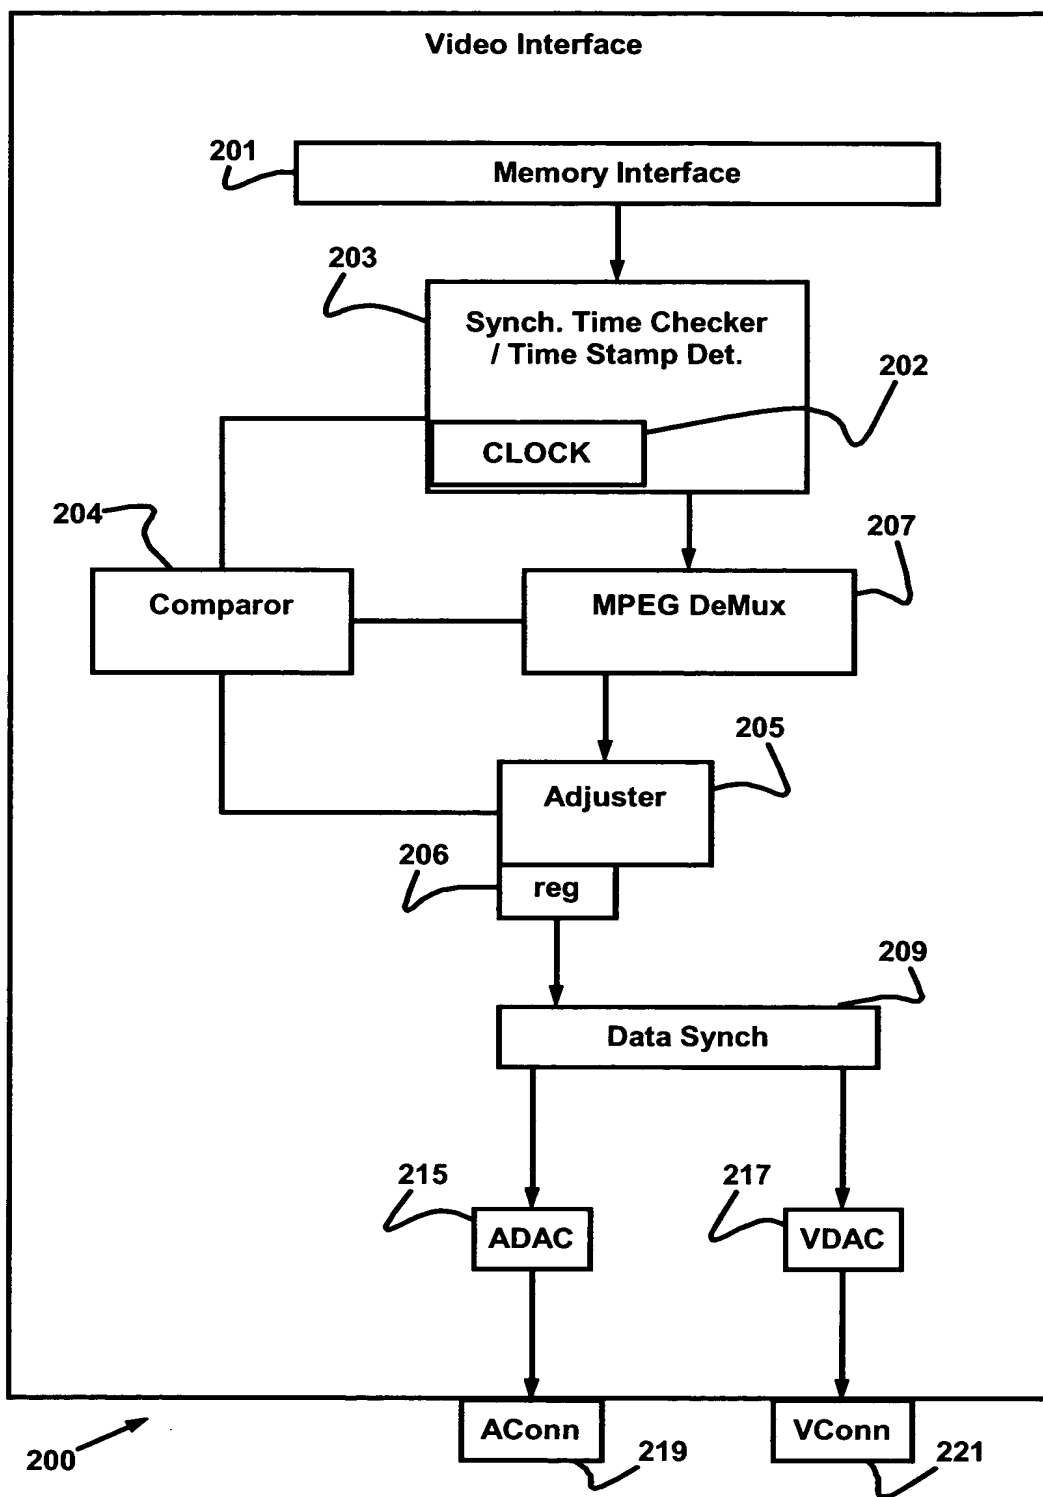 Video Interface
201
Memory Interface
203
Synch. Time Checker
/ Time Stamp Det.
202
CLOCK
204
207
Comparor
MPEG DeMux
205
Adjuster
206
reg
209
Data Synch
215
217
ADAC
VDAC
200
AConn
VConn
219
221